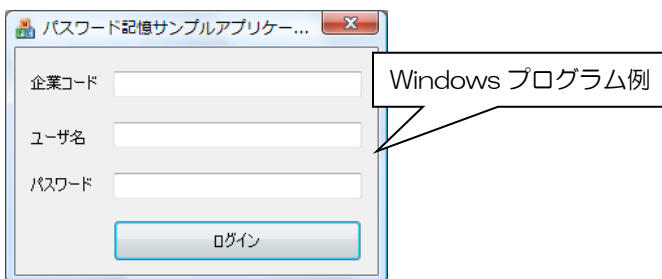 パスワード記憶サンプルアプリケー...
企業コード
Windows プログラム例
ユーザ名
パスワード
ログイン